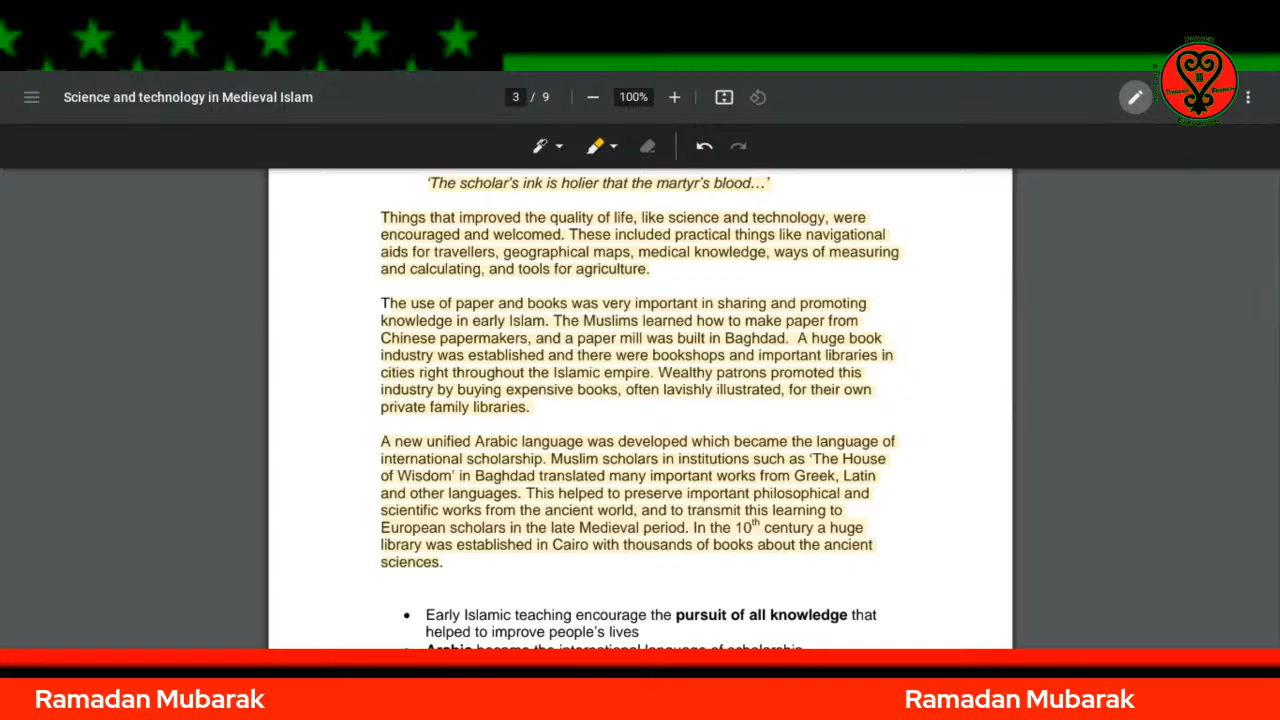 Science and technology in Medieval Islam
3 / 9
100%
'The scholar's ink is holier that the martyr's blood…'
Things that improved the quality of life, like science and technology, were
encouraged and welcomed. These included practical things like navigational
aids for travellers, geographical maps, medical knowledge, ways of measuring
and calculating, and tools for agriculture.
The use of paper and books was very important in sharing and promoting
knowledge in early Islam. The Muslims learned how to make paper from
Chinese papermakers, and a paper mill was built in Baghdad.  A huge book
industry was established and there were bookshops and important libraries in
cities right throughout the Islamic empire. Wealthy patrons promoted this
industry by buying expensive books, often lavishly illustrated, for their own
private family libraries.
A new unified Arabic language was developed which became the language of
international scholarship. Muslim scholars in institutions such as 'The House
of Wisdom' in Baghdad translated many important works from Greek, Latin
and other languages. This helped to preserve important philosophical and
scientific works from the ancient world, and to transmit this learning to
European scholars in the late Medieval period. In the 10th century a huge
library was established in Cairo with thousands of books about the ancient
sciences.
• Early Islamic teaching encourage the pursuit of all knowledge that
helped to improve people's lives
• Arabic became the international language of scholarship
Ramadan Mubarak
Ramadan Mubarak